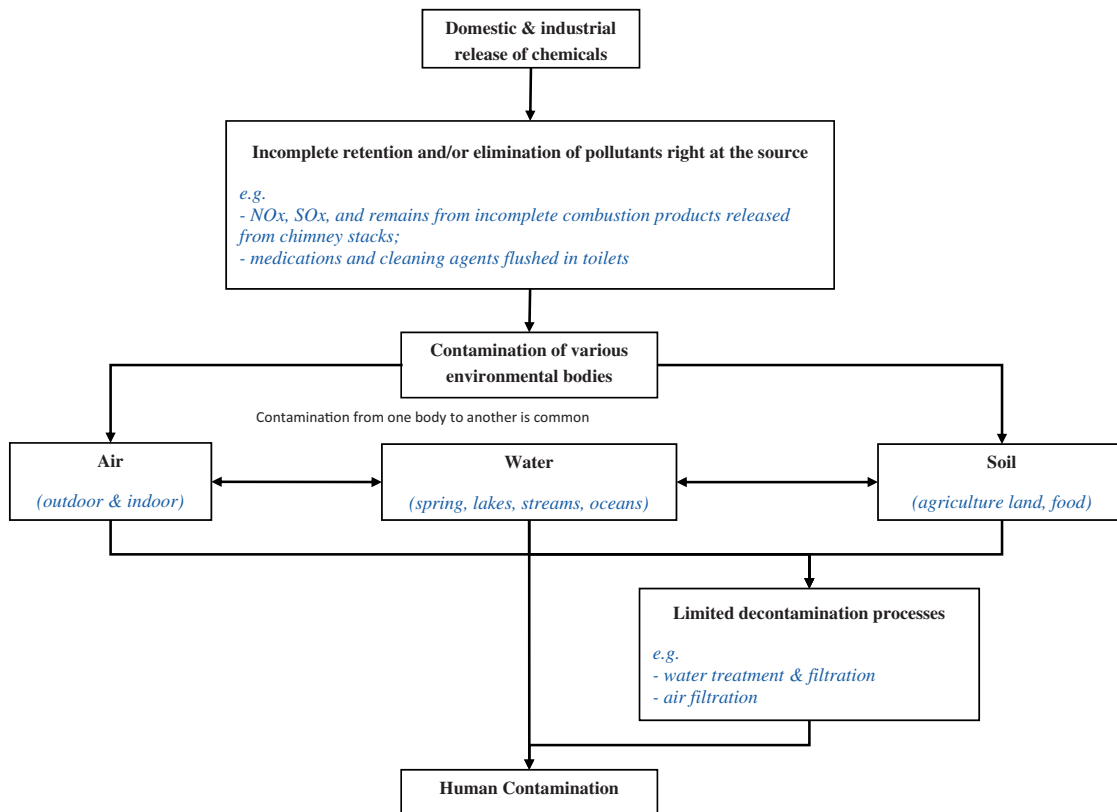 Domestic & industrial
release of chemicals
Incomplete retention and/or elimination of pollutants right at the source
e.g.
- NOx, SOx, and remains from incomplete combustion products released
from chimney stacks;
- medications and cleaning agents flushed in toilets
Contamination of various
environmental bodies
Contamination from one body to another is common
Air
(outdoor & indoor)
Water
(spring, lakes, streams, oceans)
Soil
(agriculture land, food)
Limited decontamination processes
e.g.
- water treatment & filtration
- air filtration
Human Contamination